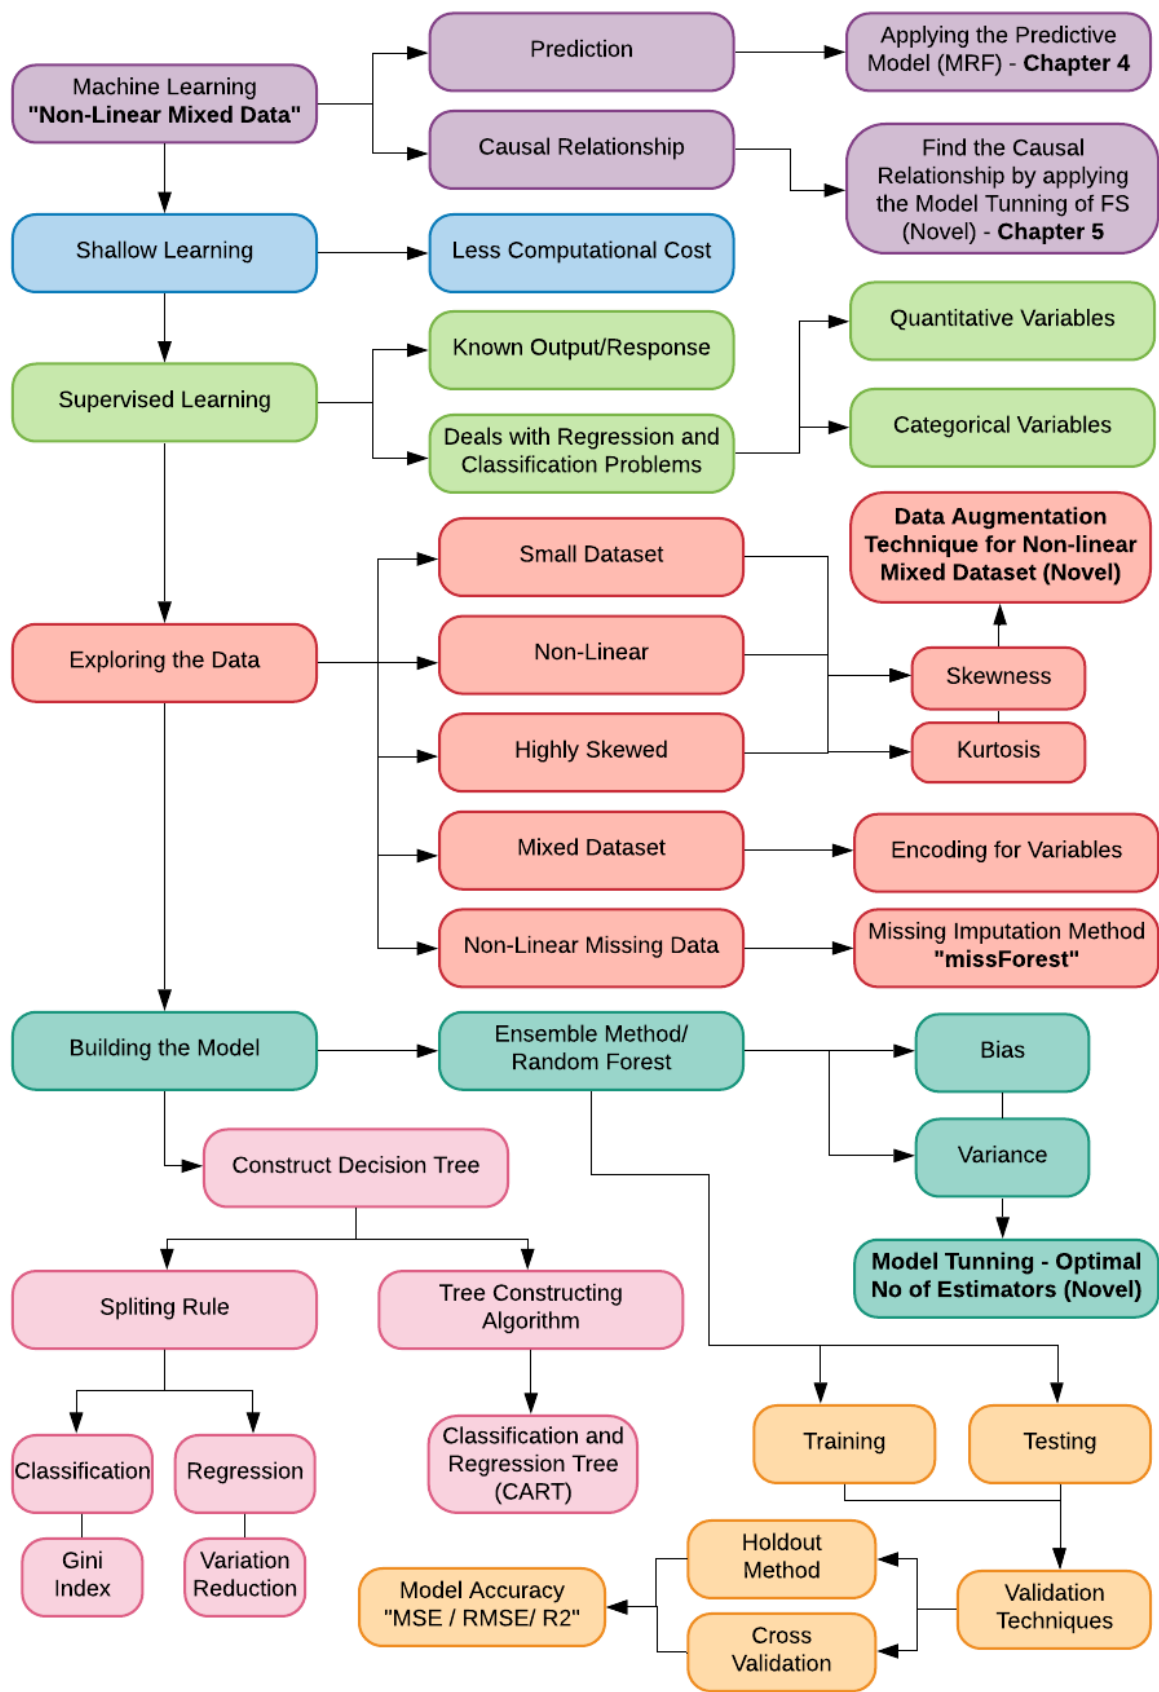 Machine Learning
"Non-Linear Mixed Data"
Prediction
Applying the Predictive
Model (MRF) - Chapter 4
Causal Relationship
Find the Causal
Relationship by applying
the Model Tunning of FS
(Novel) - Chapter 5
Shallow Learning
Less Computational Cost
Supervised Learning
Known Output/Response
Deals with Regression and
Classification Problems
Quantitative Variables
Categorical Variables
Exploring the Data
Small Dataset
Non-Linear
Highly Skewed
Data Augmentation
Technique for Non-linear
Mixed Dataset (Novel)
Skewness
Kurtosis
Mixed Dataset
Encoding for Variables
Non-Linear Missing Data
Missing Imputation Method
"missForest"
Building the Model
Ensemble Method/
Random Forest
Bias
Variance
Model Tunning - Optimal
No of Estimators (Novel)
Construct Decision Tree
Spliting Rule
Tree Constructing
Algorithm
Classification
Regression
Classification and
Regression Tree
(CART)
Gini
Index
Variation
Reduction
Training
Testing
Validation
Techniques
Holdout
Method
Cross
Validation
Model Accuracy
"MSE / RMSE/ R2"